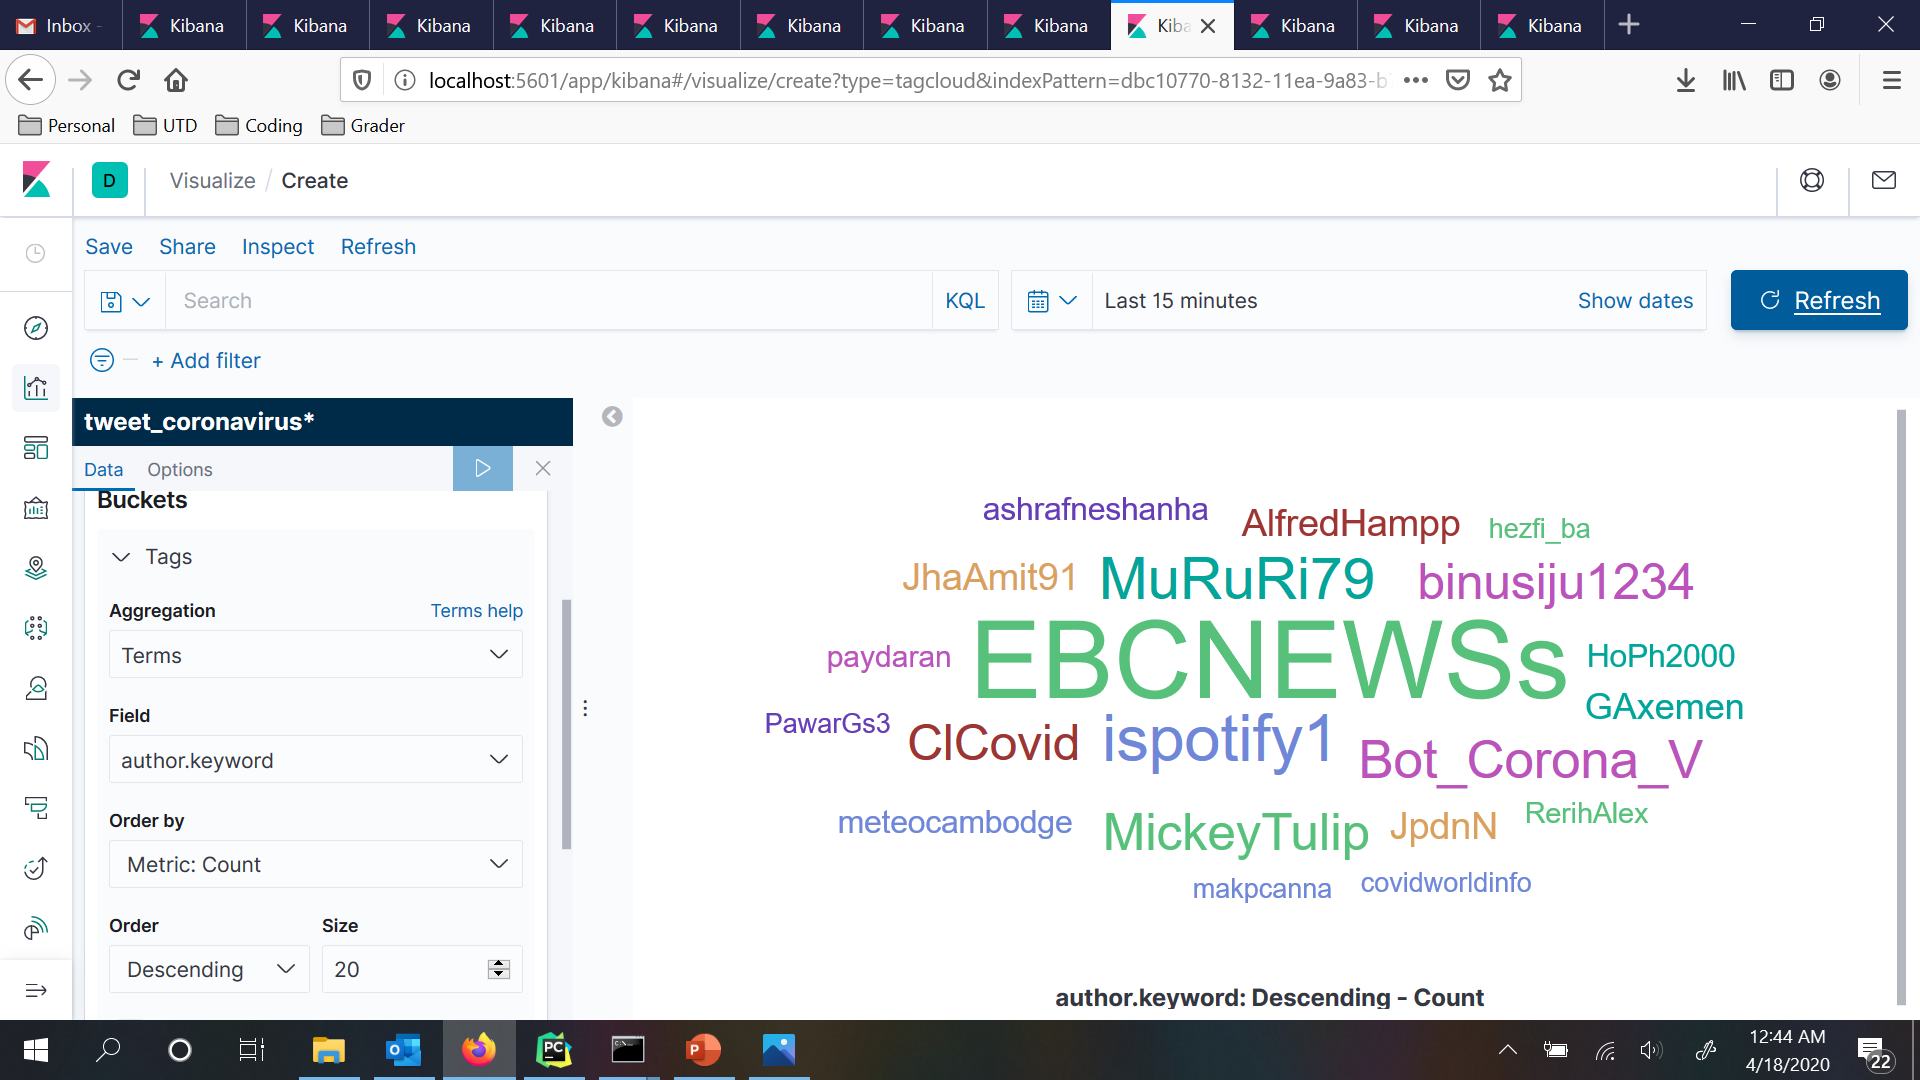 Inbox -
Kibana
Kibana
Kibana
Kibana
Kibana
Kibana
Kibana
Kibana
Kiba
Kibana
Kibana
Kibana
localhost:5601/app/kibana#/visualize/create?type=tagcloud&indexPattern=dbc10770-8132-11ea-9a83-b
Personal UTD Coding Grader
D Visualize / Create
Save Share Inspect Refresh
Search KQL Last 15 minutes Show dates Refresh
+ Add filter
tweet_coronavirus*
Data Options
Buckets
Tags
Aggregation Terms help
Terms
Field
author.keyword
Order by
Metric: Count
Order Size
Descending 20
ashrafneshanha AlfredHampp hezfi_ba
JhaAmit91 MuRuRi79 binusiju1234
paydaran EBCNEWSs HoPh2000
GAxemen
PawarGs3 ClCovid ispotify1 Bot_Corona_V
meteocambodge MickeyTulip JpdnN RerihAlex
makpcanna covidworldinfo
author.keyword: Descending - Count
PC
P
12:44 AM
4/18/2020
22